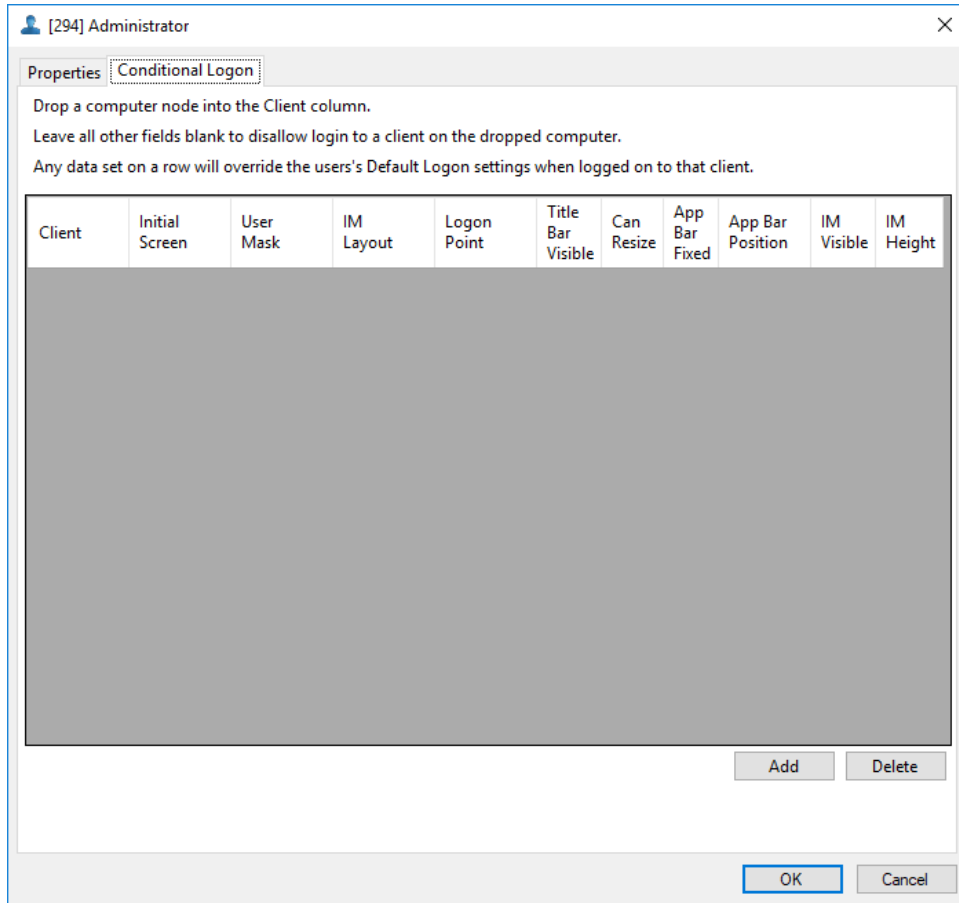 [294] Administrator
Properties Conditional Logon
Drop a computer node into the Client column.
Leave all other fields blank to disallow login to a client on the dropped computer.
Any data set on a row will override the users's Default Logon settings when logged on to that client.
Client
Initial
Screen
User
Mask
IM
Layout
Logon
Point
Title
Bar
Visible
Can
Resize
App
Bar
Fixed
App Bar
Position
IM
Visible
IM
Height
Add Delete
OK Cancel